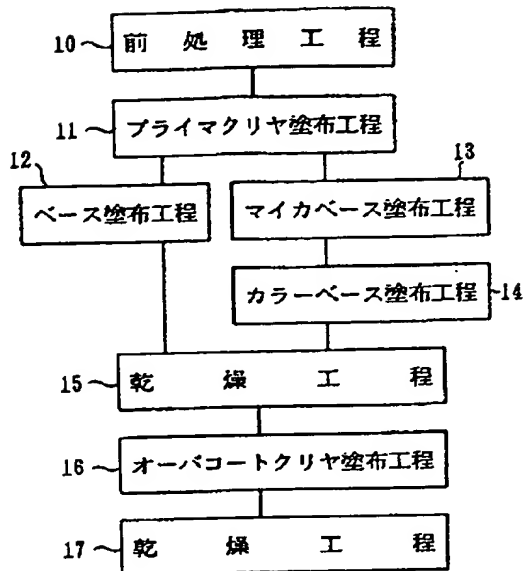 10 前処理工程
11 プライマクリヤ塗布工程
12
13
ベース塗布工程
マイカベース塗布工程
カラーベース塗布工程 14
15 乾燥工程
16 オーバコートクリヤ塗布工程
17 乾燥工程